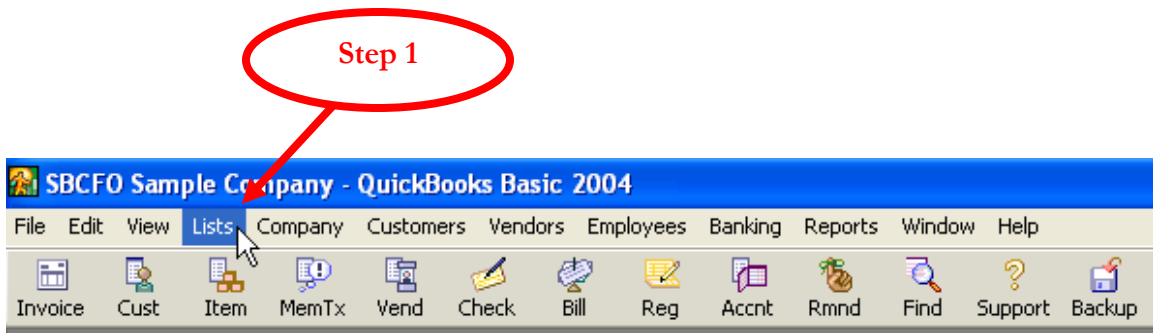 Step 1
SBCFO Sample Company - QuickBooks Basic 2004
File Edit View Lists Company Customers Vendors Employees Banking Reports Window Help
Invoice Cust Item MemTx Vend Check Bill Reg Accnt Rmnd Find Support Backup